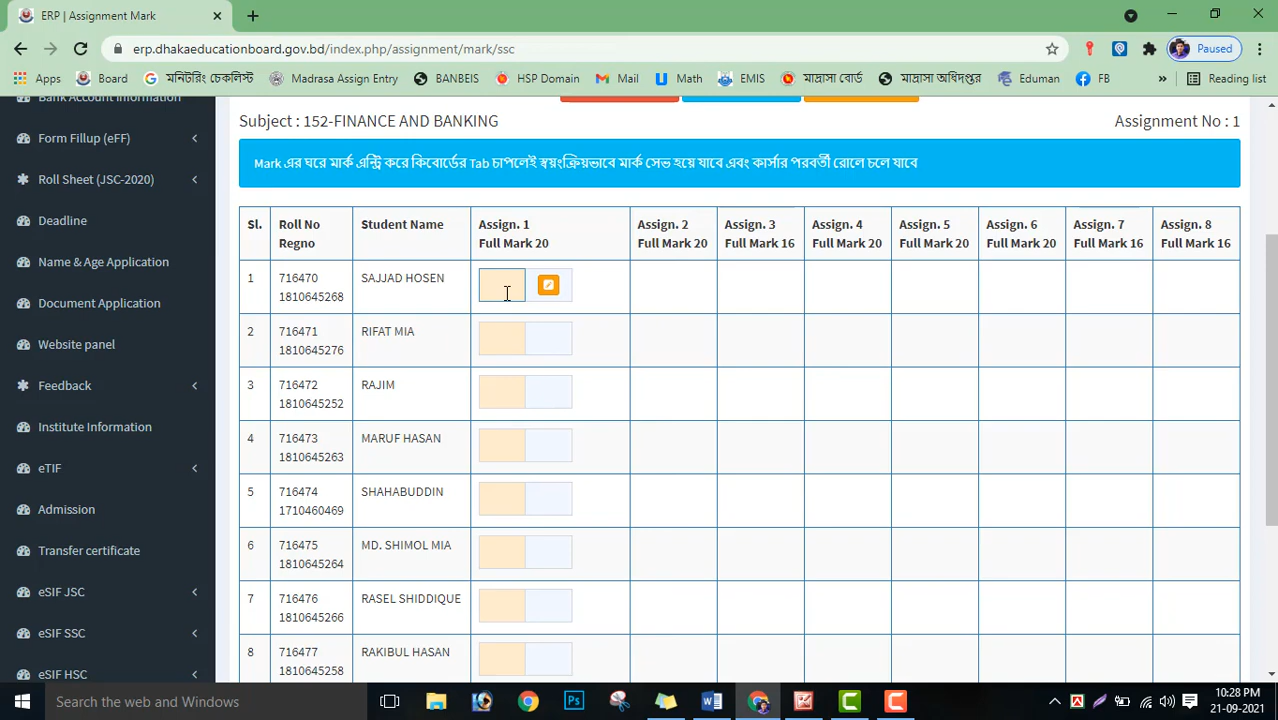 ERP | Assignment Mark
erp.dhakaeducationboard.gov.bd/index.php/assignment/mark/ssc
Paused
Apps Board মনিটরিং চেকলিস্ট Madrasa Assign Entry BANBEIS HSP Domain Mail Math EMIS মাদ্রাসা বোর্ড মাদ্রাসা অধিদপ্তর Eduman FB » Reading list
Bank Account Information
Form Fillup (eFF)
Roll Sheet (JSC-2020)
Deadline
Name & Age Application
Document Application
Website panel
Feedback
Institute Information
eTIF
Admission
Transfer certificate
eSIF JSC
eSIF SSC
eSIF HSC
Subject : 152-FINANCE AND BANKING Assignment No : 1
Mark এর ঘরে মার্ক এন্ট্রি করে কিবোর্ডের Tab চাপলেই স্বয়ংক্রিয়ভাবে মার্ক সেভ হয়ে যাবে এবং কার্সার পরবর্তী রোলে চলে যাবে
Sl. Roll No Student Name Assign. 1 Assign. 2 Assign. 3 Assign. 4 Assign. 5 Assign. 6 Assign. 7 Assign. 8
Regno Full Mark 20 Full Mark 20 Full Mark 16 Full Mark 20 Full Mark 20 Full Mark 20 Full Mark 16 Full Mark 16
1 716470 SAJJAD HOSEN
1810645268
2 716471 RIFAT MIA
1810645276
3 716472 RAJIM
1810645252
4 716473 MARUF HASAN
1810645263
5 716474 SHAHABUDDIN
1710460469
6 716475 MD. SHIMOL MIA
1810645264
7 716476 RASEL SHIDDIQUE
1810645266
8 716477 RAKIBUL HASAN
1810645258
Search the web and Windows
10:28 PM
21-09-2021